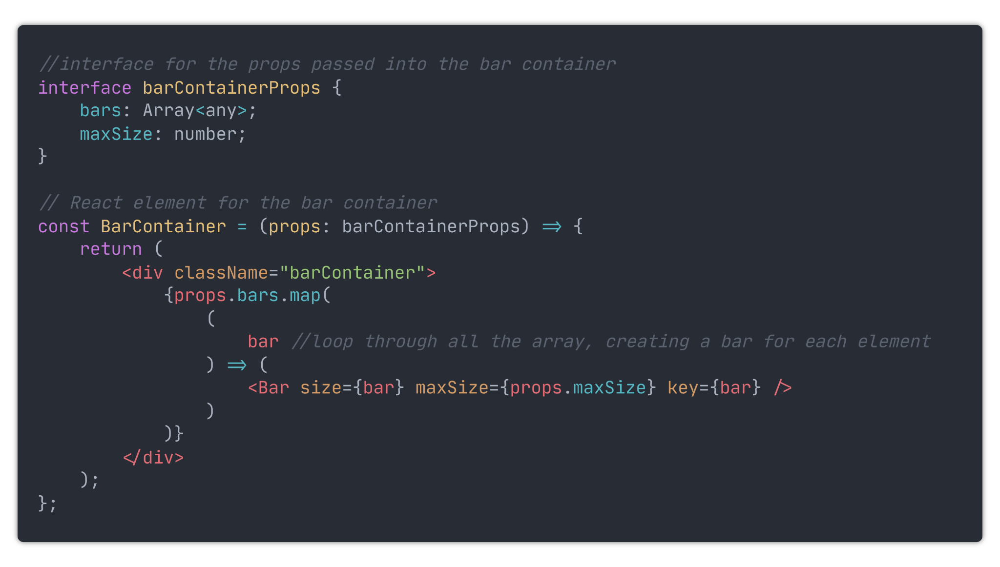 //interface for the props passed into the bar container
interface barContainerProps {
    bars: Array<any>;
    maxSize: number;
}

// React element for the bar container
const BarContainer = (props: barContainerProps) => {
    return (
        <div className="barContainer">
            {props.bars.map(
                (
                    bar //loop through all the array, creating a bar for each element
                ) => (
                    <Bar size={bar} maxSize={props.maxSize} key={bar} />
                )
            )}
        </div>
    );
};